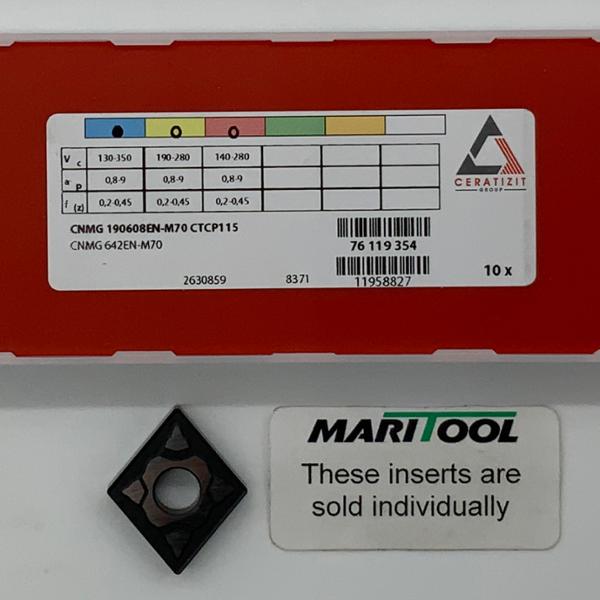 V c 130-350 190-280 140-280
a p 0,8-9 0,8-9 0,8-9
f (z) 0,2-0,45 0,2-0,45 0,2-0,45
CERATIZIT
GROUP
CNMG 190608EN-M70 CTCP115
CNMG 642EN-M70
76 119 354
2630859 8371 11958827
10 x
MARITOOL
These inserts are
sold individually